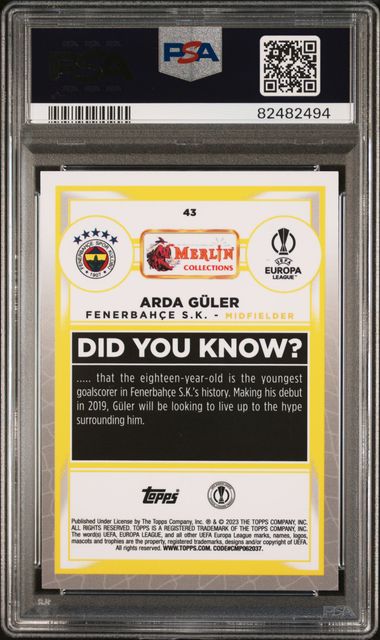 PSA
PSA
82482494
43
FENERBAHÇE SPOR KULÜBÜ
1907
MERLIN
COLLECTIONS
UEFA
EUROPA
LEAGUE™
ARDA GÜLER
FENERBAHÇE S.K. - MIDFIELDER
DID YOU KNOW?
..... that the eighteen-year-old is the youngest
goalscorer in Fenerbahçe S.K.'s history. Making his debut
in 2019, Güler will be looking to live up to the hype
surrounding him.
Topps
Published Under License by The Topps Company, Inc. ® & © 2023 THE TOPPS COMPANY, INC.
ALL RIGHTS RESERVED. TOPPS IS A REGISTERED TRADEMARK OF THE TOPPS COMPANY, INC.
The word(s) UEFA EUROPA LEAGUE, and all other UEFA Europa League marks, names, logos,
mascots and trophies are the property, registered trademarks, designs and/or copyright of UEFA.
All rights reserved. WWW.TOPPS.COM. CODE#CMP062037.
PSA